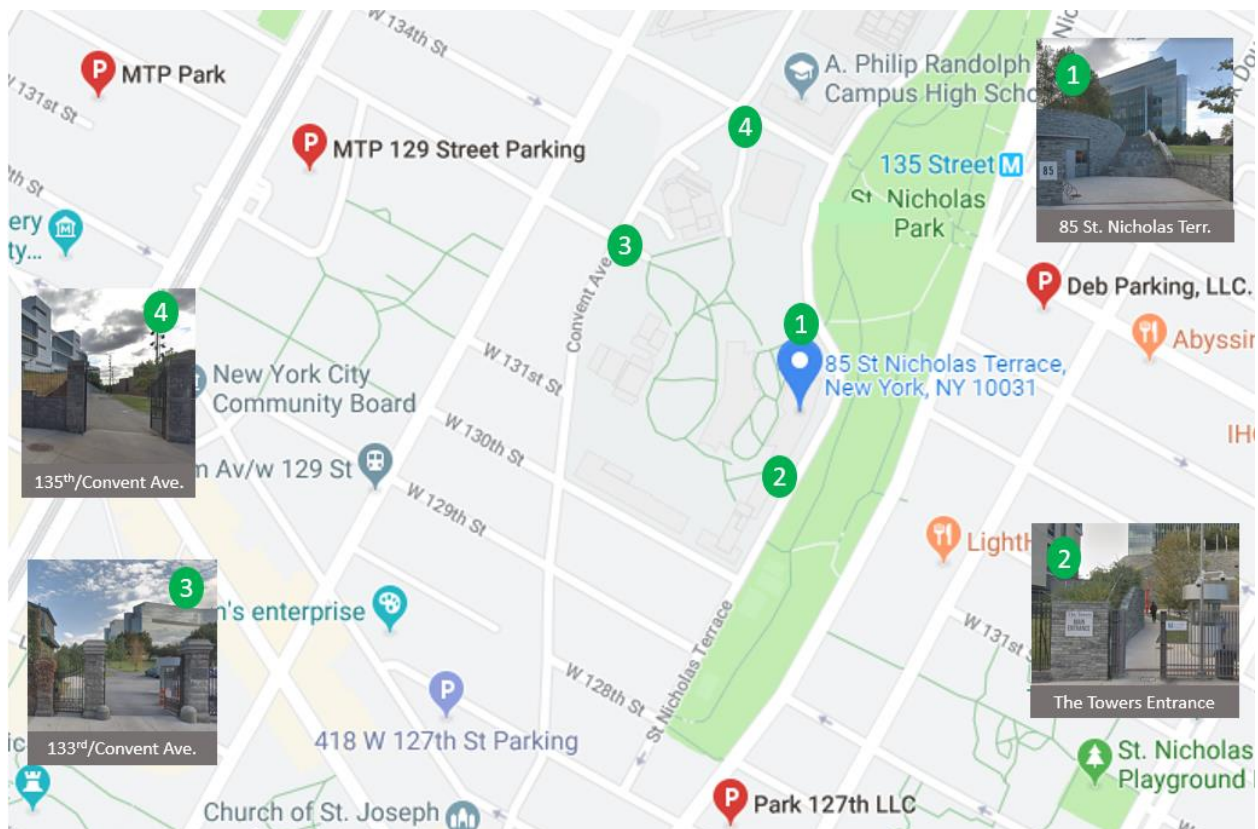 W 134th St
MTP Park
W 131st St
MTP 129 Street Parking
4
A. Philip Randolph
Campus High Scho
1
85
85 St. Nicholas Terr.
135 Street M
St. Nicholas
Park
3
Convent Ave
Deb Parking, LLC.
Abyssin
1
85 St Nicholas Terrace,
New York, NY 10031
4
135th/Convent Ave.
New York City
Community Board
W 131st St
W 130th St
W 129th St
m Av/w 129 St
2
LightH
W 131st S
2
MAIN
ENTRANCE
The Towers Entrance
3
133rd/Convent Ave.
n's enterprise
W 128th St
St Nicholas Terrace
418 W 127th St Parking
Church of St. Joseph
Park 127th LLC
St. Nicholas
Playground